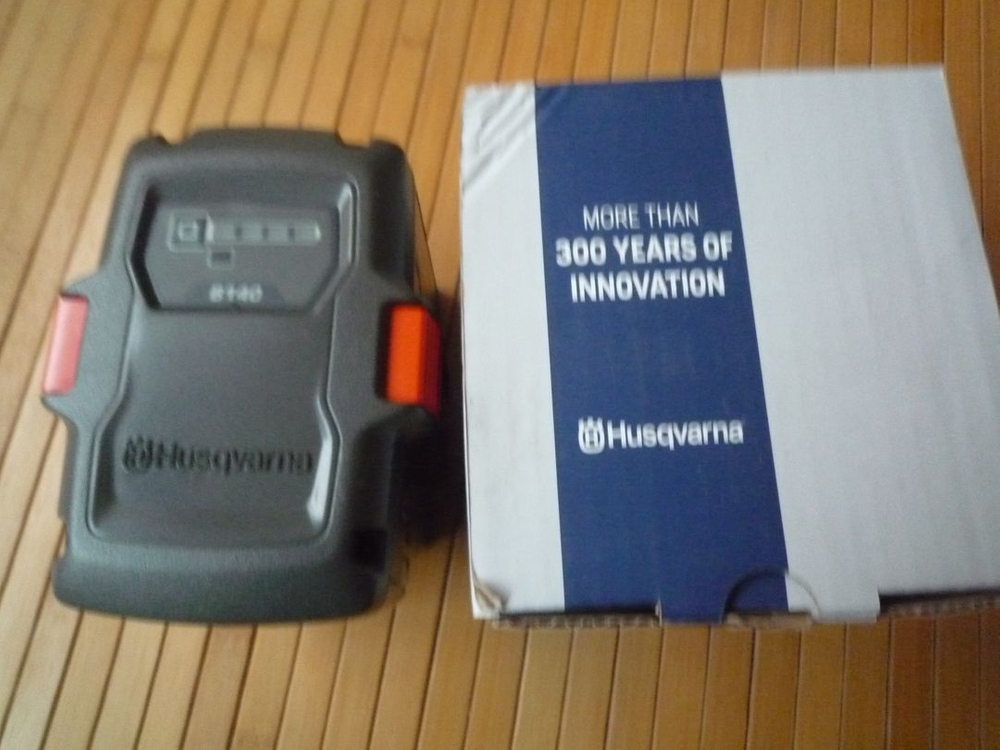 B140
Husqvarna
MORE THAN
300 YEARS OF
INNOVATION
Husqvarna